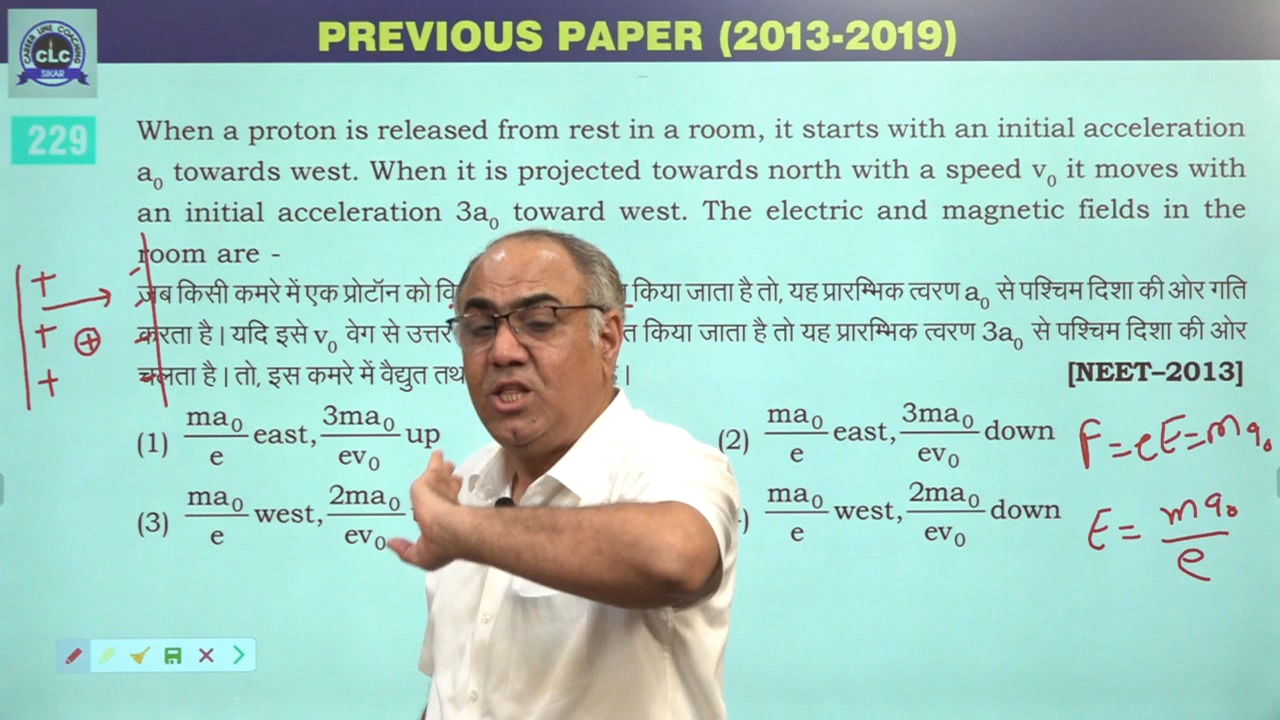 PREVIOUS PAPER (2013-2019)
CAREER LINE COACHING
CLC
SIKAR
229
When a proton is released from rest in a room, it starts with an initial acceleration
a₀ towards west. When it is projected towards north with a speed v₀ it moves with
an initial acceleration 3a₀ toward west. The electric and magnetic fields in the
room are -
जब किसी कमरे में एक प्रोटॉन को किया जाता है तो, यह प्रारम्भिक त्वरण a₀ से पश्चिम दिशा की ओर गति
करता है। यदि इसे v₀ वेग से उत्तर किया जाता है तो यह प्रारम्भिक त्वरण 3a₀ से पश्चिम दिशा की ओर
चलता है। तो, इस कमरे में वैद्युत [NEET–2013]
(1) ma₀/e east, 3ma₀/ev₀ up
(2) ma₀/e east, 3ma₀/ev₀ down
(3) ma₀/e west, 2ma₀/ev₀
ma₀/e west, 2ma₀/ev₀ down
+
+ +
+
F=eE=ma₀
E = ma₀/e